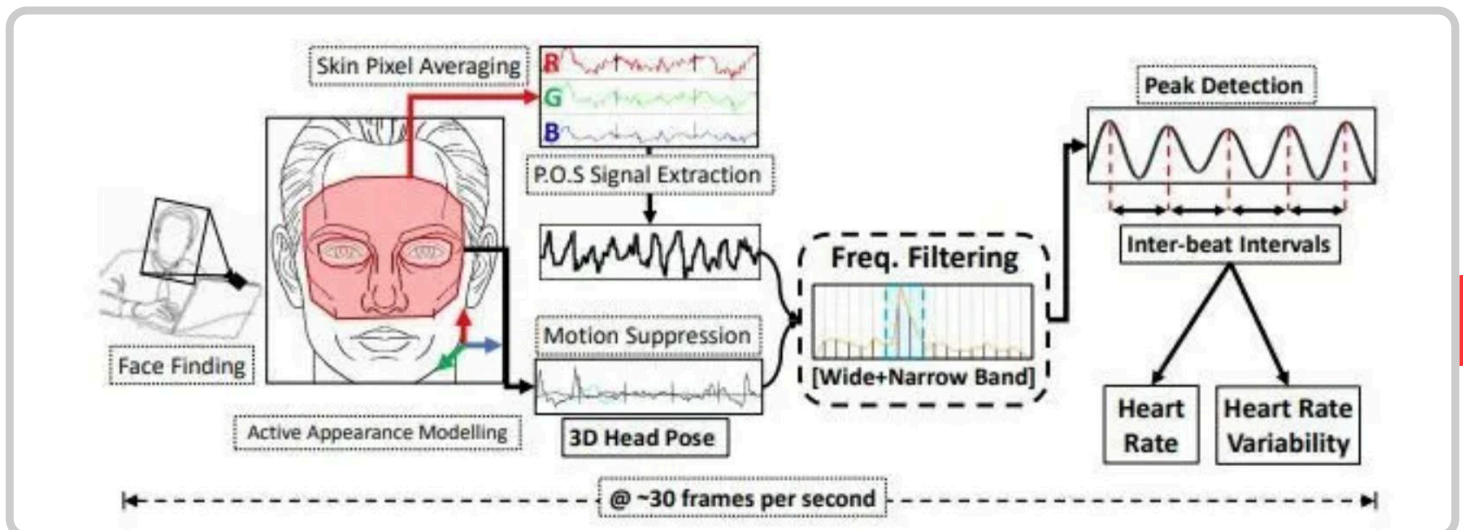 Skin Pixel Averaging
R
G
B
P.O.S Signal Extraction
Face Finding
Active Appearance Modelling
Motion Suppression
3D Head Pose
Freq. Filtering
[Wide+Narrow Band]
Peak Detection
Inter-beat Intervals
Heart
Rate
Heart Rate
Variability
@ ~30 frames per second